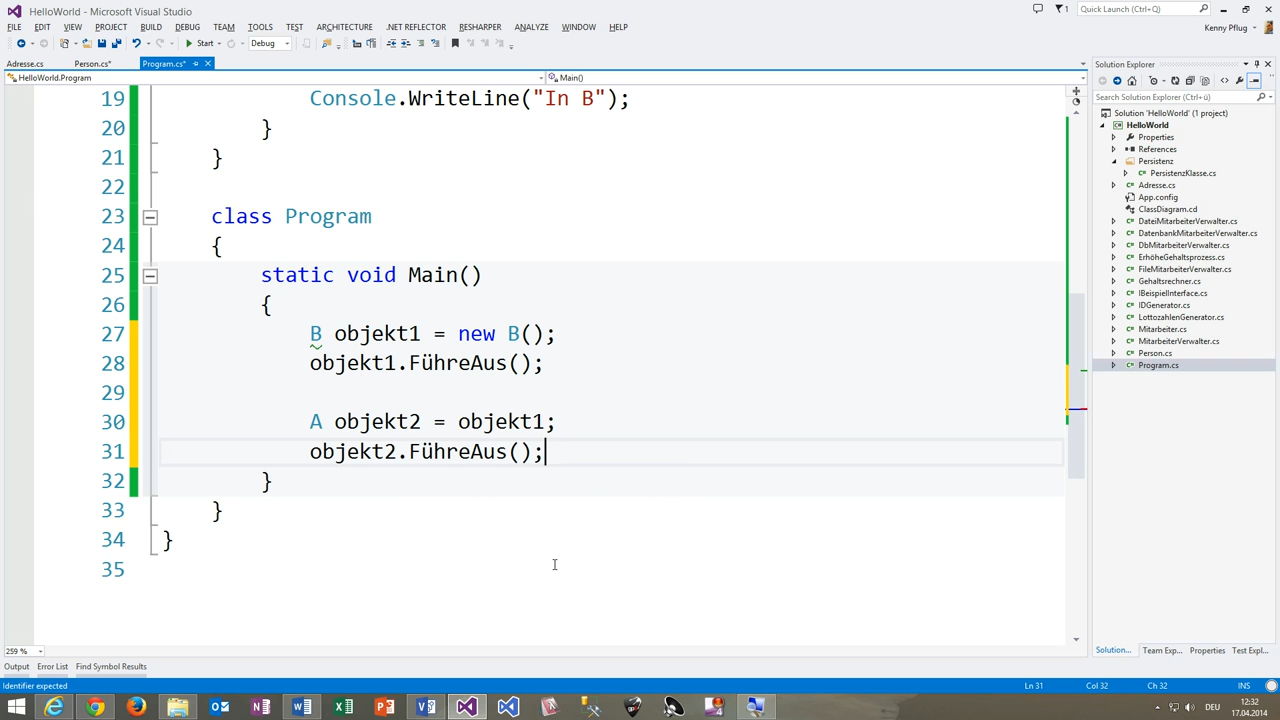 HelloWorld - Microsoft Visual Studio
Quick Launch (Ctrl+Q)
FILE EDIT VIEW PROJECT BUILD DEBUG TEAM TOOLS TEST ARCHITECTURE .NET REFLECTOR RESHARPER ANALYZE WINDOW HELP
Kenny Pflug
Start Debug
Adresse.cs Person.cs* Program.cs*
HelloWorld.Program Main()
19 Console.WriteLine("In B");
20 }
21 }
22
23 class Program
24 {
25 static void Main()
26 {
27 B objekt1 = new B();
28 objekt1.FühreAus();
29
30 A objekt2 = objekt1;
31 objekt2.FühreAus();
32 }
33 }
34 }
35
259 %
Solution Explorer
Search Solution Explorer (Ctrl+ü)
Solution 'HelloWorld' (1 project)
HelloWorld
Properties
References
Persistenz
PersistenzKlasse.cs
Adresse.cs
App.config
ClassDiagram.cd
DateiMitarbeiterVerwalter.cs
DatenbankMitarbeiterVerwalter.cs
DbMitarbeiterVerwalter.cs
ErhöheGehaltsprozess.cs
FileMitarbeiterVerwalter.cs
Gehaltsrechner.cs
IBeispielInterface.cs
IDGenerator.cs
LottozahlenGenerator.cs
Mitarbeiter.cs
MitarbeiterVerwalter.cs
Person.cs
Program.cs
Solution... Team Exp... Properties Test Expl...
Output Error List Find Symbol Results
Identifier expected Ln 31 Col 32 Ch 32 INS
DEU 12:32
17.04.2014